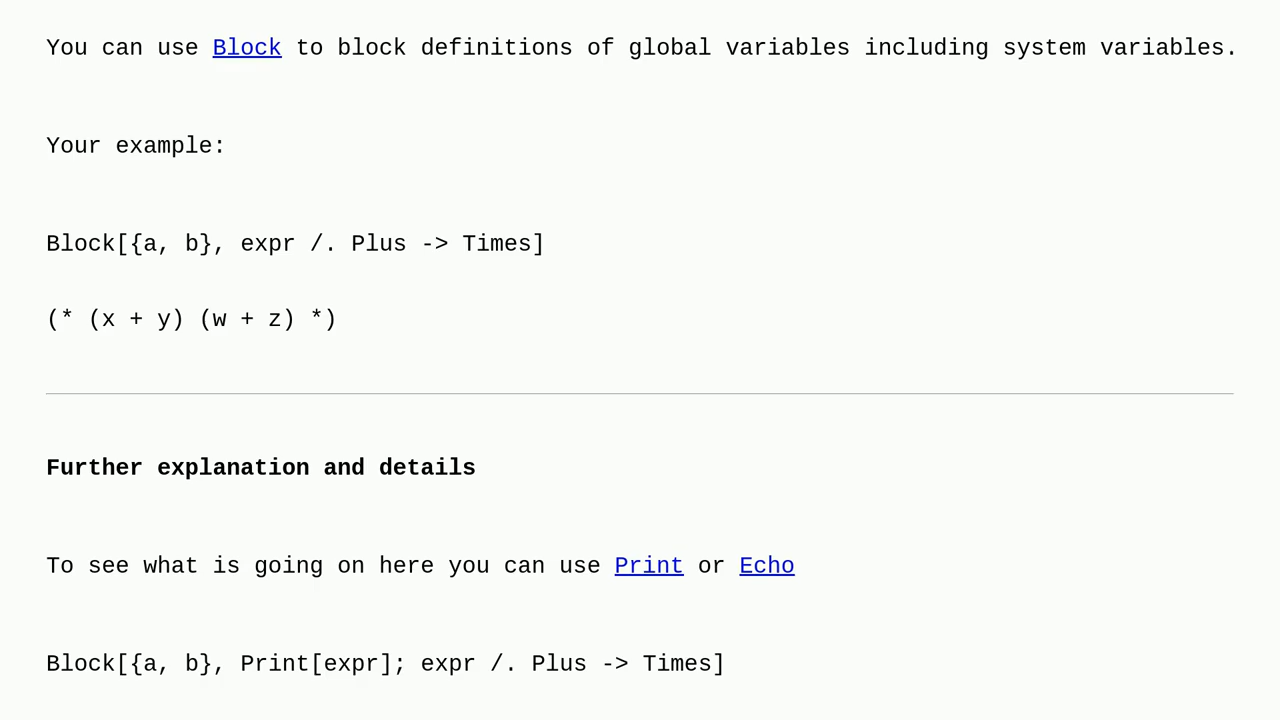 You can use Block to block definitions of global variables including system variables.
Your example:
Block[{a, b}, expr /. Plus -> Times]
(* (x + y) (w + z) *)
Further explanation and details
To see what is going on here you can use Print or Echo
Block[{a, b}, Print[expr]; expr /. Plus -> Times]